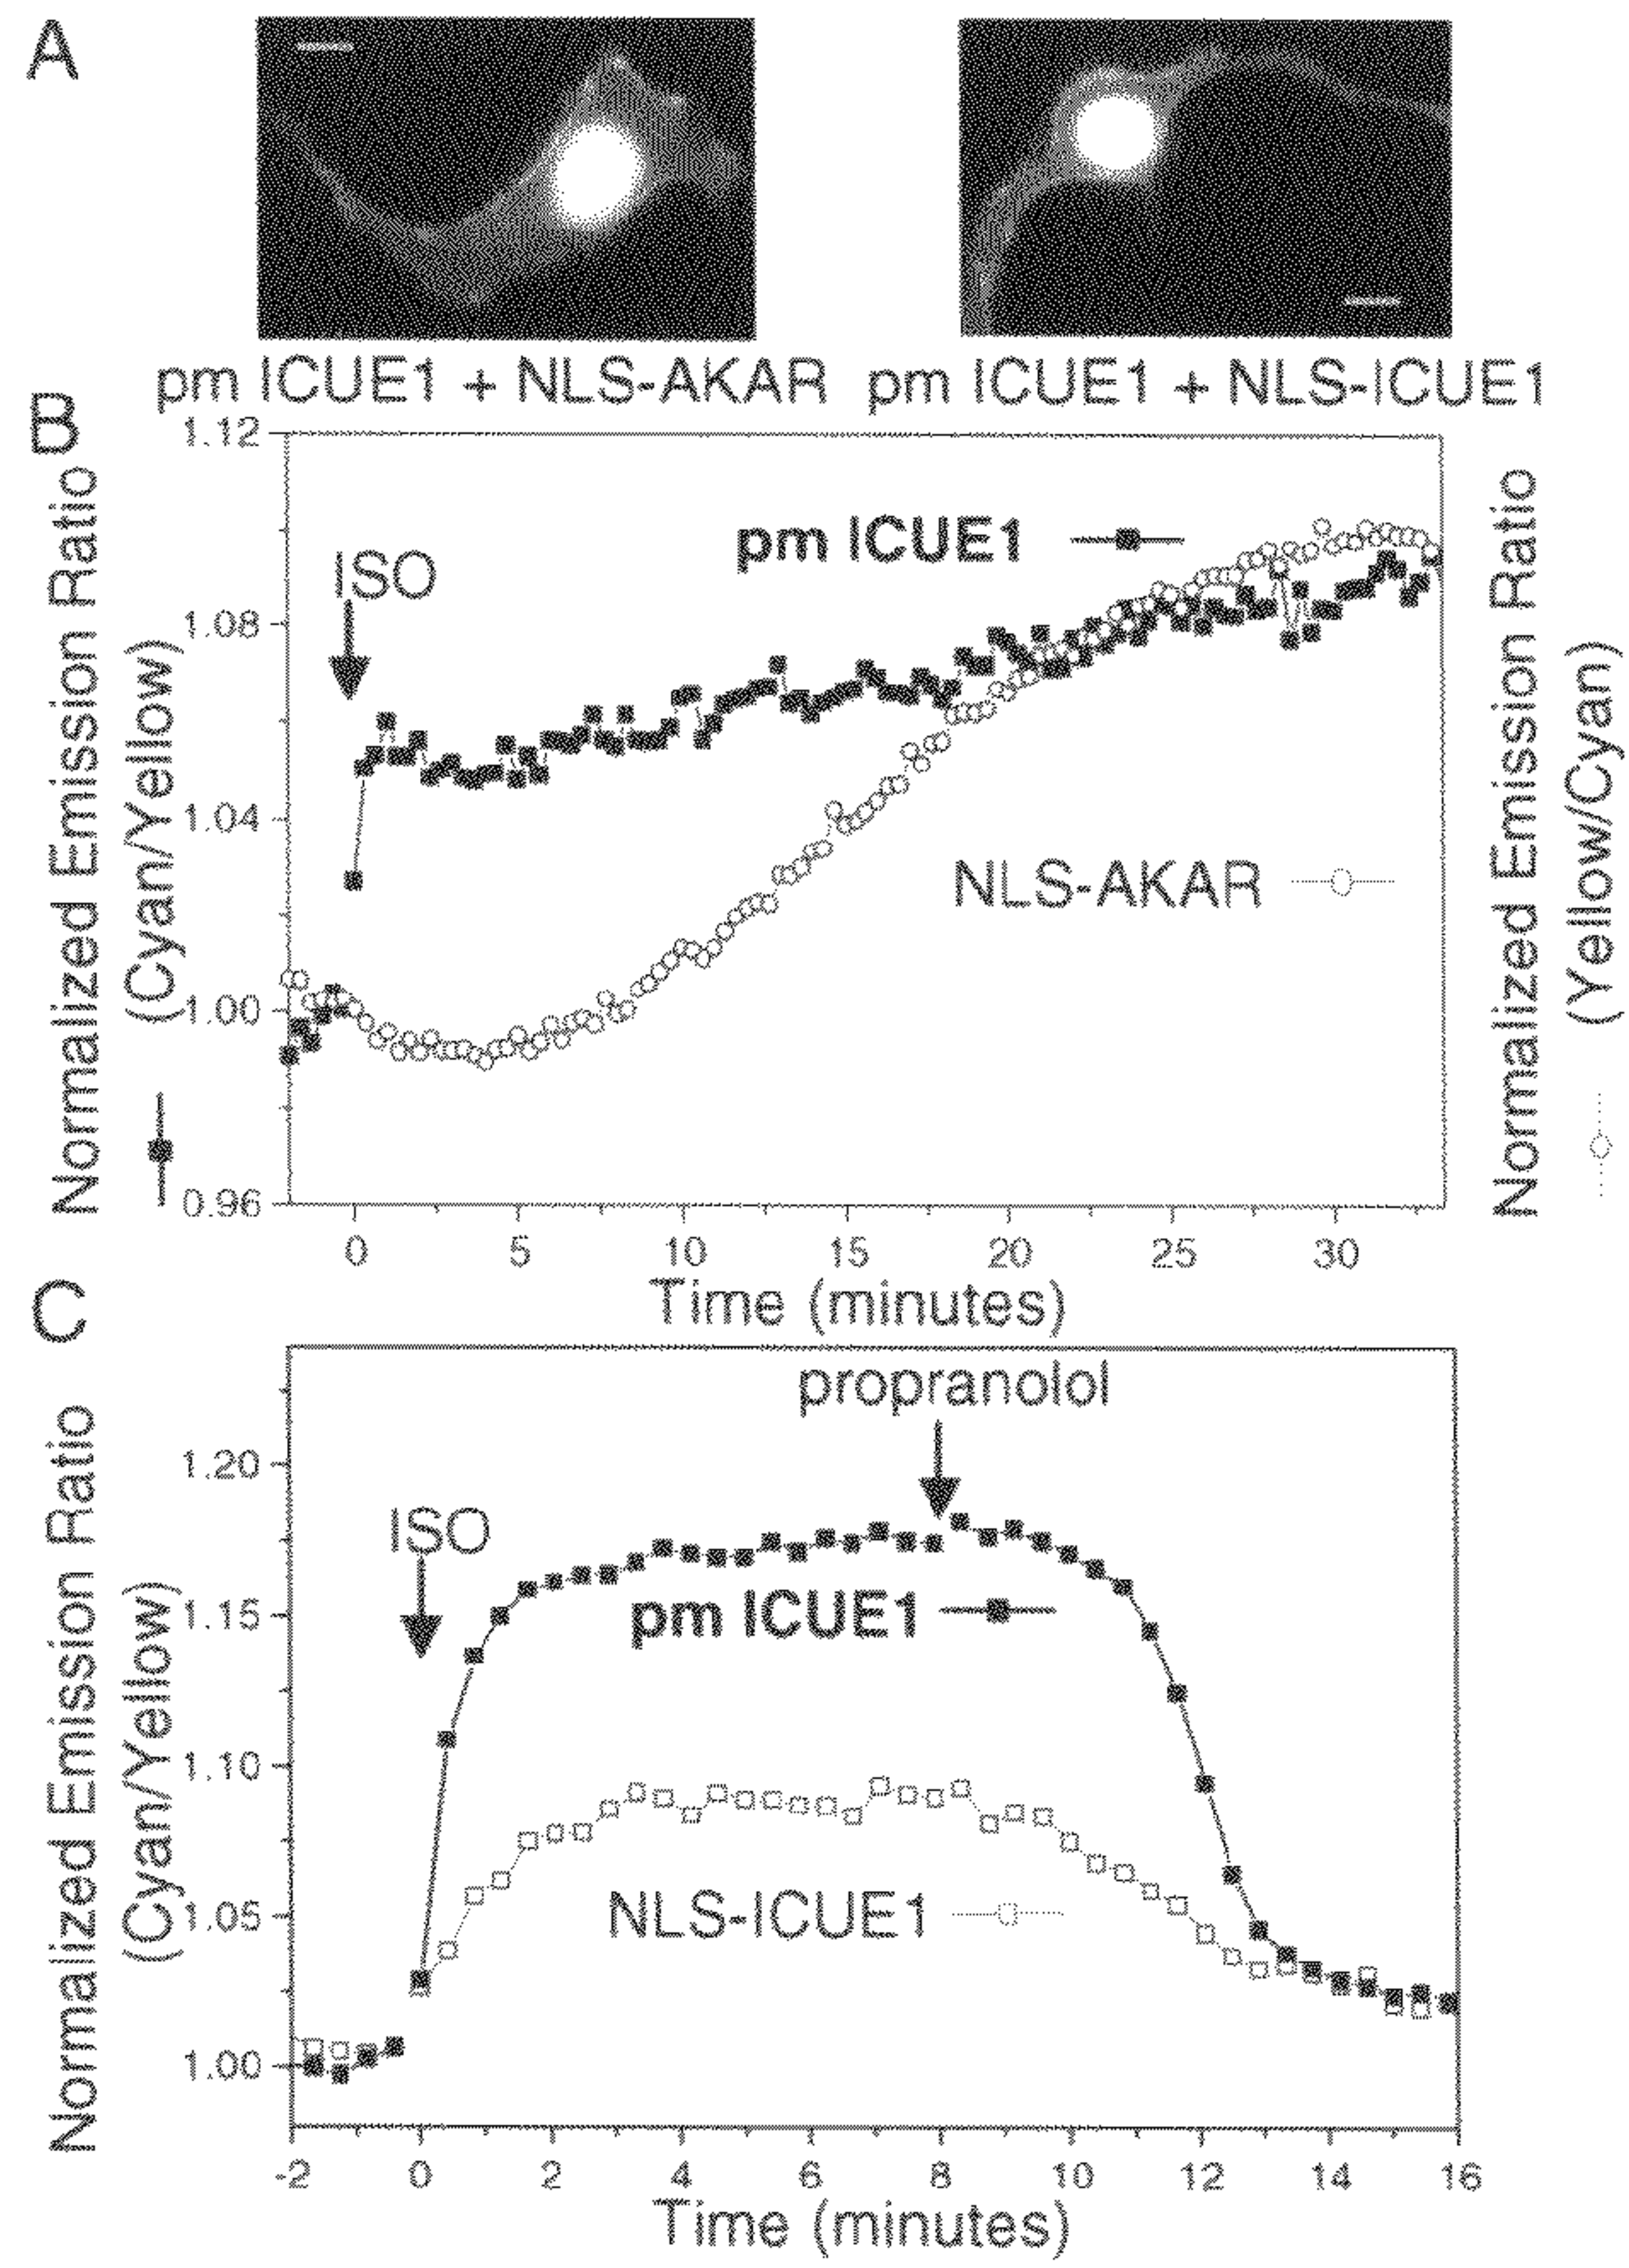 A
pm ICUE1 + NLS-AKAR
pm ICUE1 + NLS-ICUE1
B
Normalized Emission Ratio
(Cyan/Yellow)
1.12
1.08
1.04
1.00
0.96
ISO
pm ICUE1
NLS-AKAR
Normalized Emission Ratio
(Yellow/Cyan)
0 5 10 15 20 25 30
Time (minutes)
C
Normalized Emission Ratio
(Cyan/Yellow)
1.20
1.15
1.10
1.05
1.00
propranolol
ISO
pm ICUE1
NLS-ICUE1
-2 0 2 4 6 8 10 12 14 16
Time (minutes)